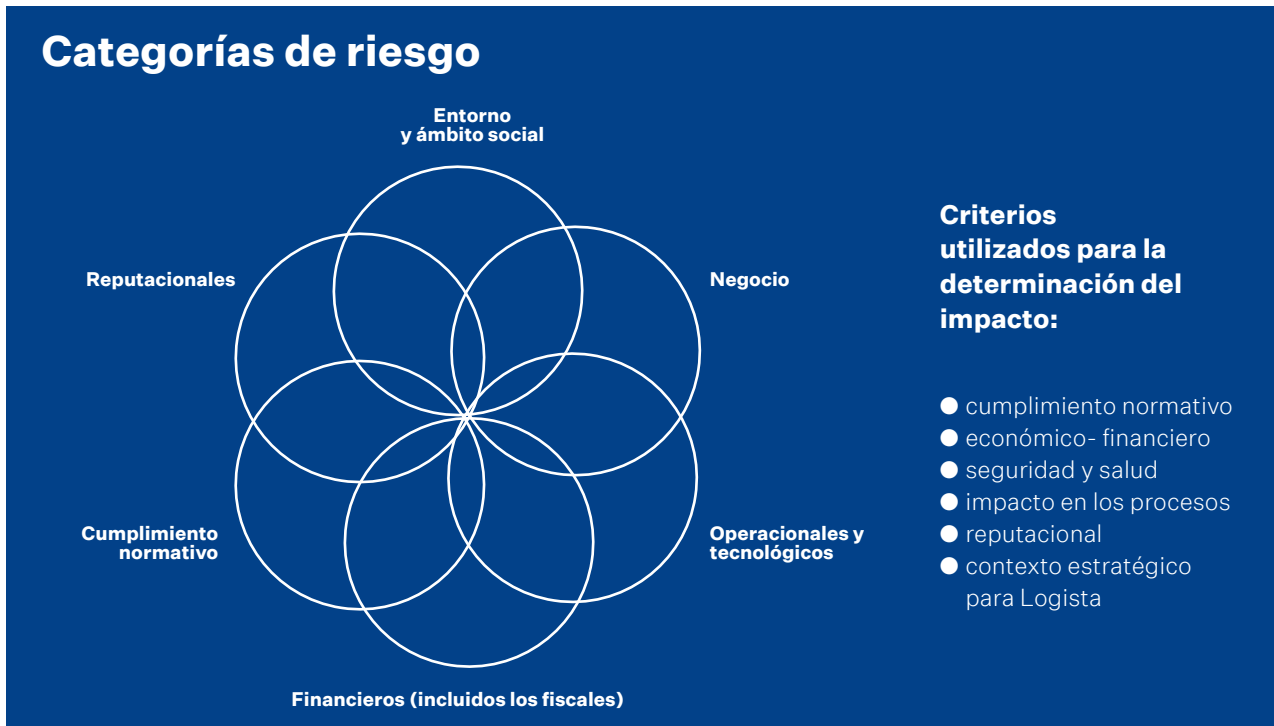 Categorías de riesgo
Entorno
y ámbito social
Reputacionales
Negocio
Cumplimiento
normativo
Operacionales y
tecnológicos
Financieros (incluidos los fiscales)
Criterios
utilizados para la
determinación del
impacto:
● cumplimiento normativo
● económico- financiero
● seguridad y salud
● impacto en los procesos
● reputacional
● contexto estratégico
para Logista